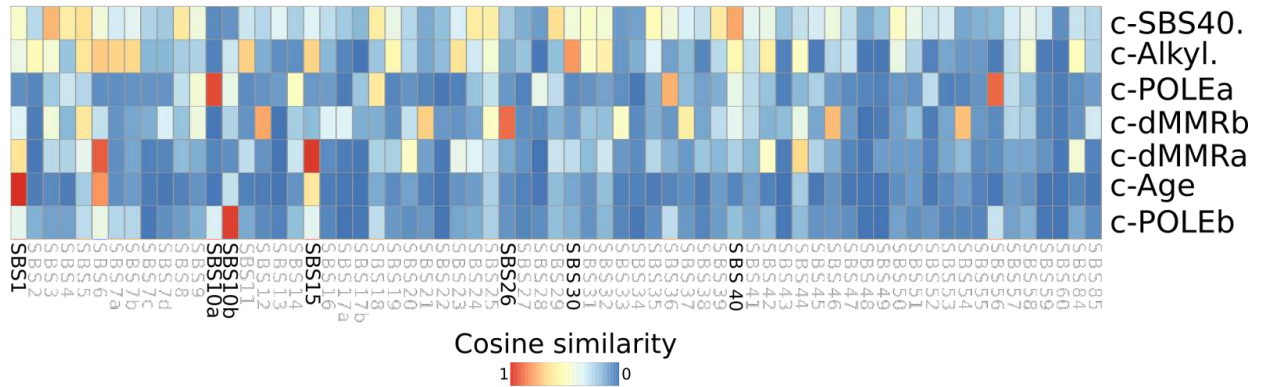 c-SBS40.
c-Alkyl.
c-POLEa
c-dMMRb
c-dMMRa
c-Age
c-POLEb
SBS1
SBS2
SBS3
SBS4
SBS5
SBS6
SBS7a
SBS7b
SBS7c
SBS7d
SBS8
SBS9
SBS10a
SBS10b
SBS11
SBS12
SBS13
SBS14
SBS15
SBS16
SBS17a
SBS17b
SBS18
SBS19
SBS20
SBS21
SBS22
SBS23
SBS24
SBS25
SBS26
SBS27
SBS28
SBS29
SBS30
SBS31
SBS32
SBS33
SBS34
SBS35
SBS36
SBS37
SBS38
SBS39
SBS40
SBS41
SBS42
SBS43
SBS44
SBS45
SBS46
SBS47
SBS48
SBS49
SBS50
SBS51
SBS52
SBS53
SBS54
SBS55
SBS56
SBS57
SBS58
SBS59
SBS60
SBS84
SBS85
Cosine similarity
1 0